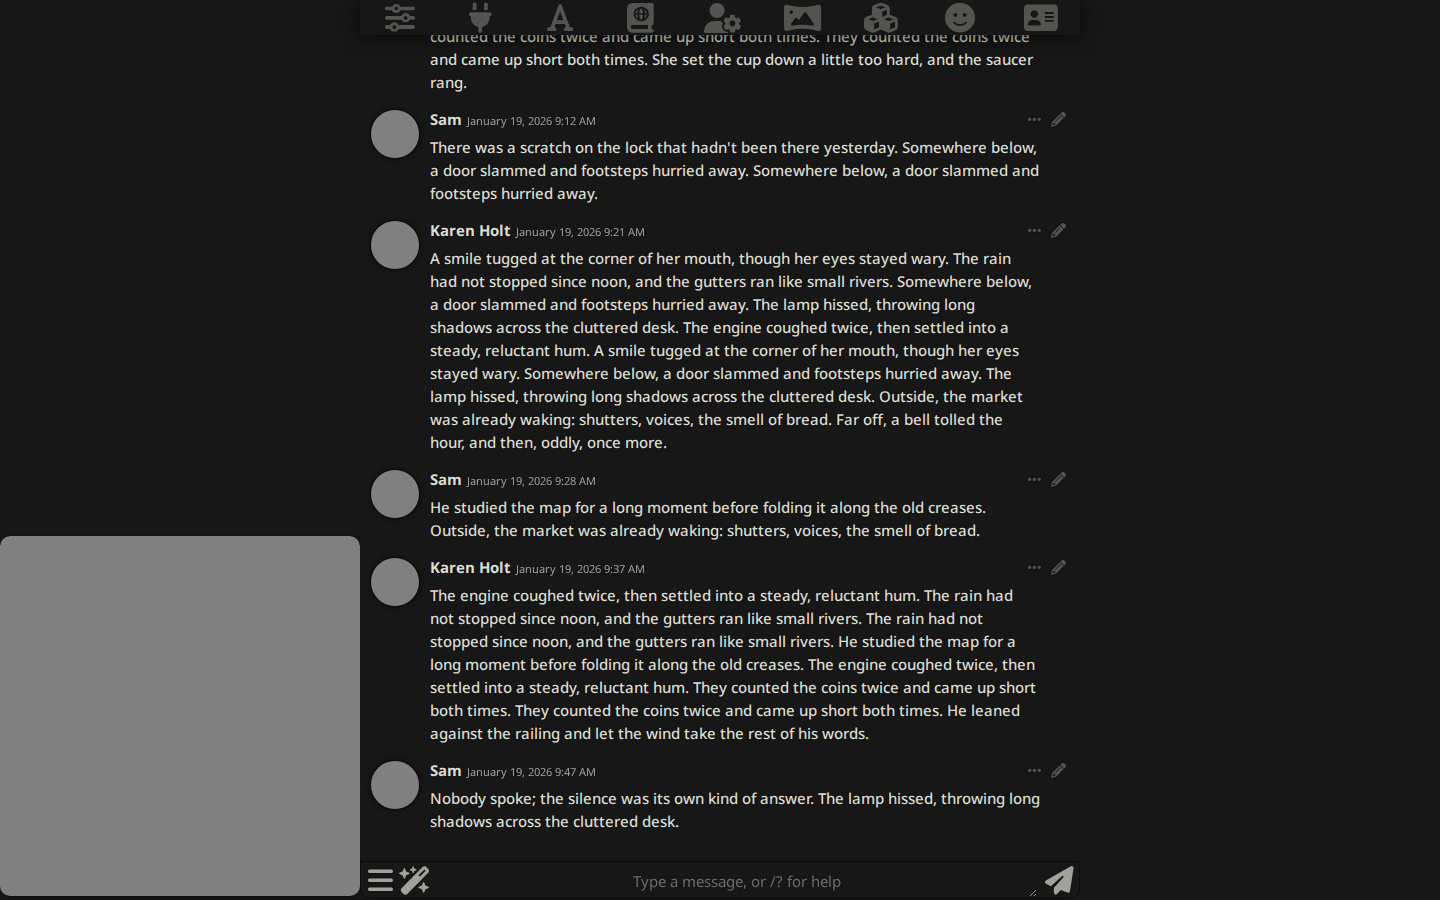 counted the coins twice and came up short both times. They counted the coins twice
and came up short both times. She set the cup down a little too hard, and the saucer
rang.
Sam January 19, 2026 9:12 AM
There was a scratch on the lock that hadn't been there yesterday. Somewhere below,
a door slammed and footsteps hurried away. Somewhere below, a door slammed and
footsteps hurried away.
Karen Holt January 19, 2026 9:21 AM
A smile tugged at the corner of her mouth, though her eyes stayed wary. The rain
had not stopped since noon, and the gutters ran like small rivers. Somewhere below,
a door slammed and footsteps hurried away. The lamp hissed, throwing long
shadows across the cluttered desk. The engine coughed twice, then settled into a
steady, reluctant hum. A smile tugged at the corner of her mouth, though her eyes
stayed wary. Somewhere below, a door slammed and footsteps hurried away. The
lamp hissed, throwing long shadows across the cluttered desk. Outside, the market
was already waking: shutters, voices, the smell of bread. Far off, a bell tolled the
hour, and then, oddly, once more.
Sam January 19, 2026 9:28 AM
He studied the map for a long moment before folding it along the old creases.
Outside, the market was already waking: shutters, voices, the smell of bread.
Karen Holt January 19, 2026 9:37 AM
The engine coughed twice, then settled into a steady, reluctant hum. The rain had
not stopped since noon, and the gutters ran like small rivers. The rain had not
stopped since noon, and the gutters ran like small rivers. He studied the map for a
long moment before folding it along the old creases. The engine coughed twice, then
settled into a steady, reluctant hum. They counted the coins twice and came up short
both times. They counted the coins twice and came up short both times. He leaned
against the railing and let the wind take the rest of his words.
Sam January 19, 2026 9:47 AM
Nobody spoke; the silence was its own kind of answer. The lamp hissed, throwing long
shadows across the cluttered desk.
Type a message, or /? for help